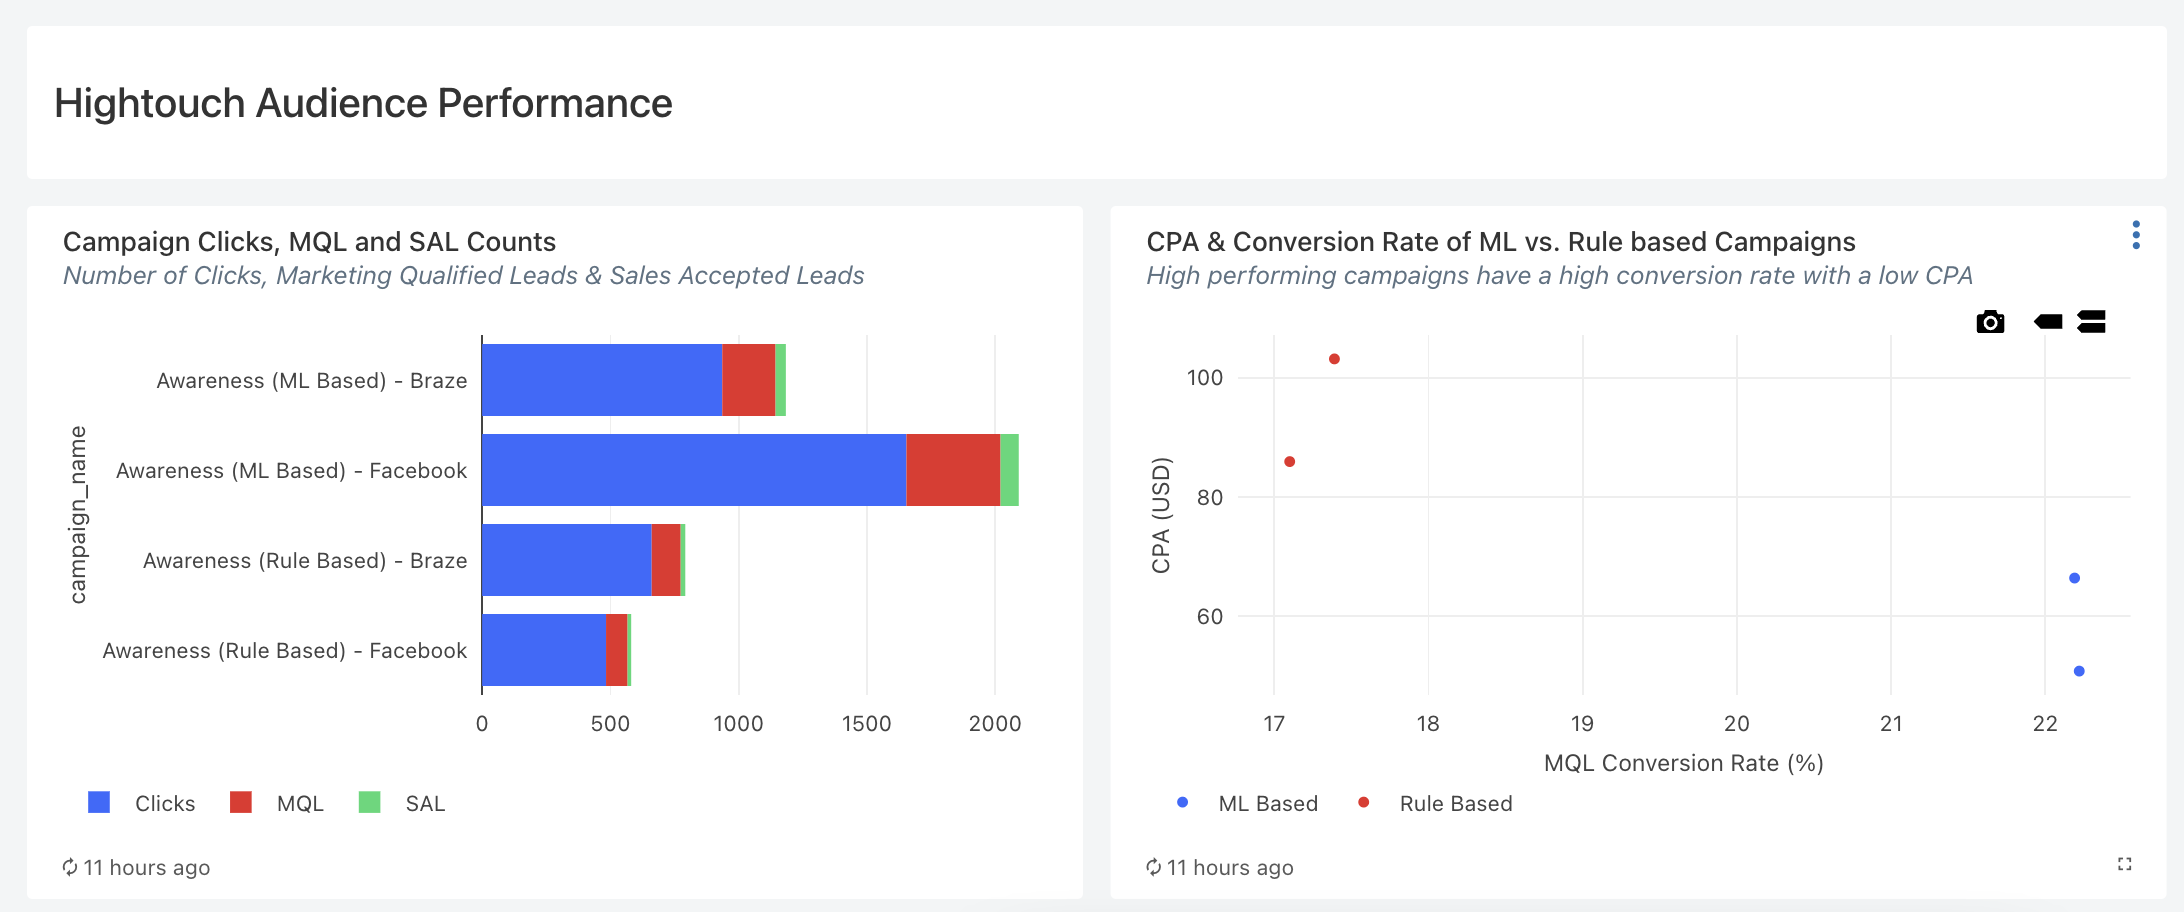 Hightouch Audience Performance
Campaign Clicks, MQL and SAL Counts
Number of Clicks, Marketing Qualified Leads & Sales Accepted Leads
campaign_name
Awareness (ML Based) - Braze
Awareness (ML Based) - Facebook
Awareness (Rule Based) - Braze
Awareness (Rule Based) - Facebook
0 500 1000 1500 2000
Clicks MQL SAL
11 hours ago
CPA & Conversion Rate of ML vs. Rule based Campaigns
High performing campaigns have a high conversion rate with a low CPA
CPA (USD)
100
80
60
17 18 19 20 21 22
MQL Conversion Rate (%)
ML Based Rule Based
11 hours ago